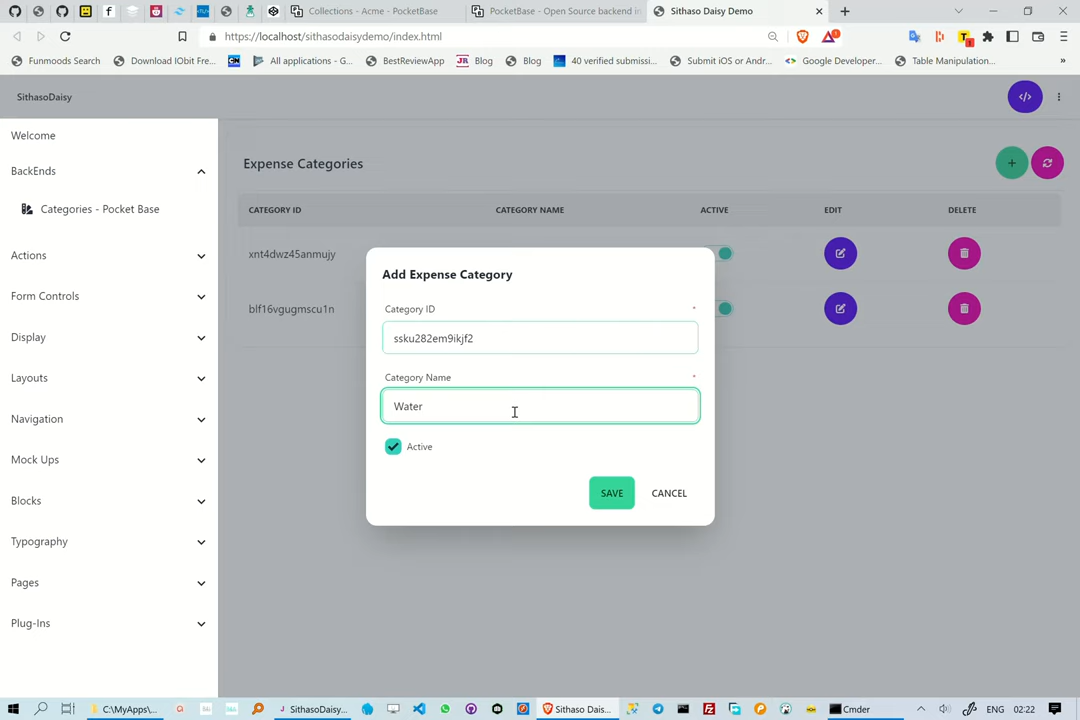 Collections - Acme - PocketBase
PocketBase - Open Source backend in
Sithaso Daisy Demo
https://localhost/sithasodaisydemo/index.html
Funmoods Search
Download IObit Fre...
All applications - G...
BestReviewApp
JR Blog
Blog
40 verified submissi...
Submit iOS or Andr...
Google Developer...
Table Manipulation...
SithasoDaisy
Welcome
BackEnds
Categories - Pocket Base
Actions
Form Controls
Display
Layouts
Navigation
Mock Ups
Blocks
Typography
Pages
Plug-Ins
Expense Categories
CATEGORY ID CATEGORY NAME ACTIVE EDIT DELETE
xnt4dwz45anmujy
blf16vgugmscu1n
Add Expense Category
Category ID *
ssku282em9ikjf2
Category Name *
Water
Active
SAVE CANCEL
C:\MyApps\...
SithasoDaisy...
Sithaso Dais...
Cmder
ENG 02:22